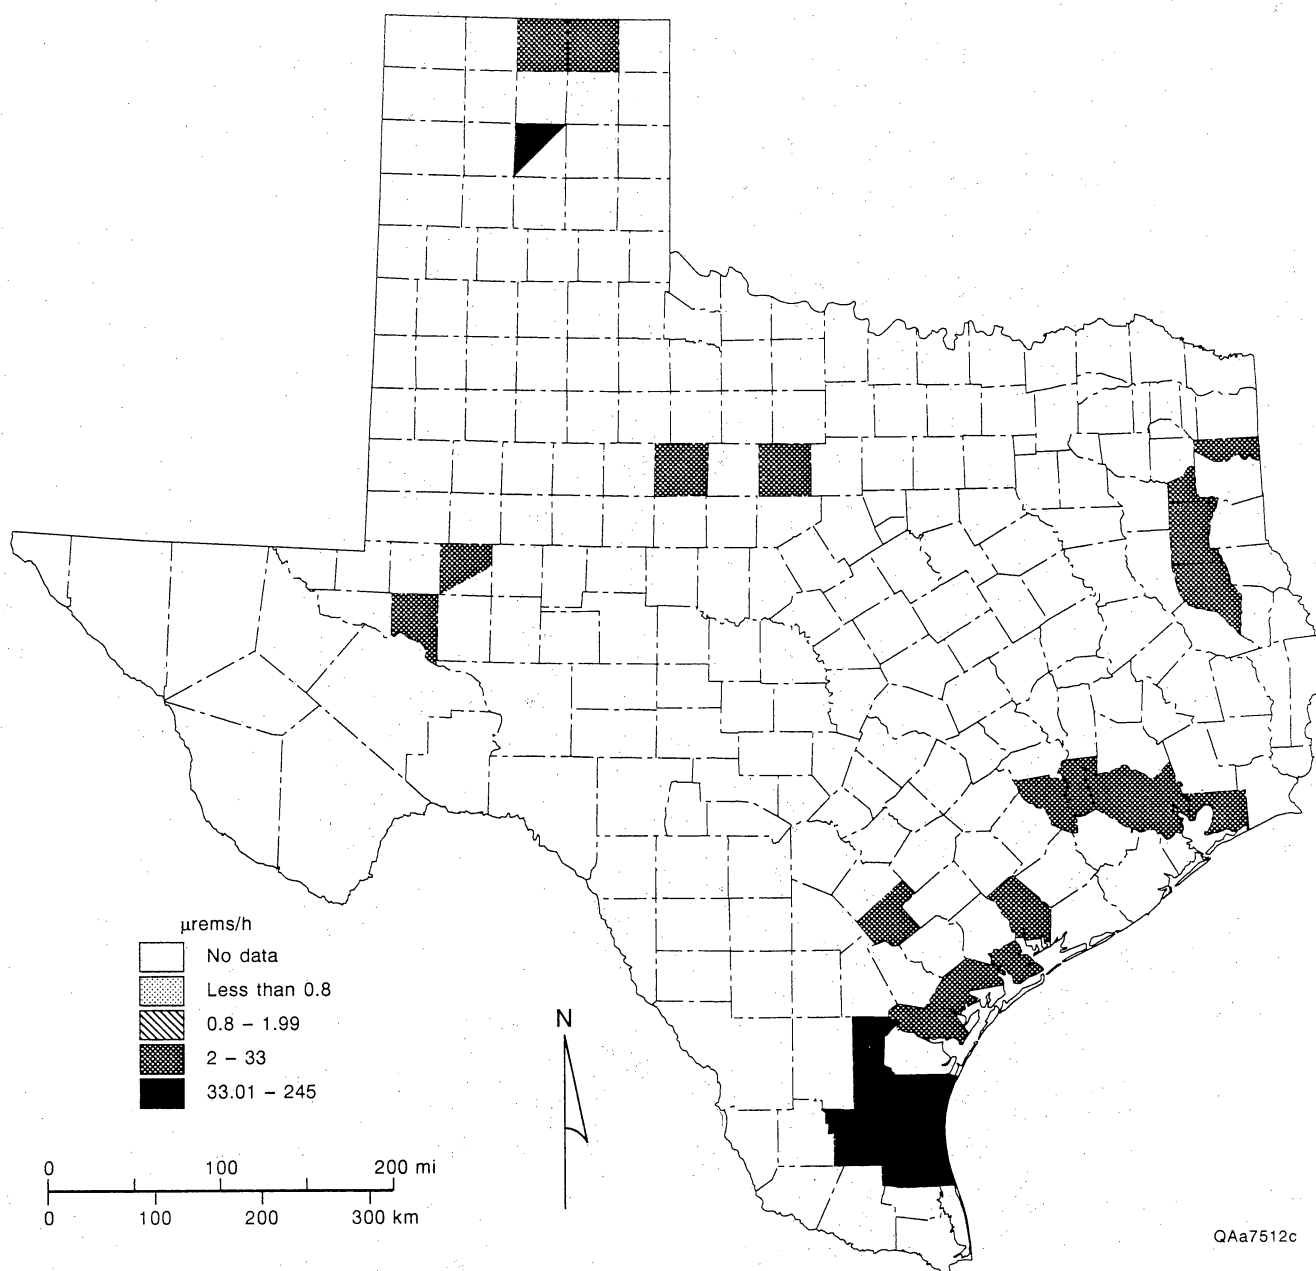 μrems/h
No data
Less than 0.8
0.8 – 1.99
2 – 33
33.01 – 245
N
0 100 200 mi
0 100 200 300 km
QAa7512c